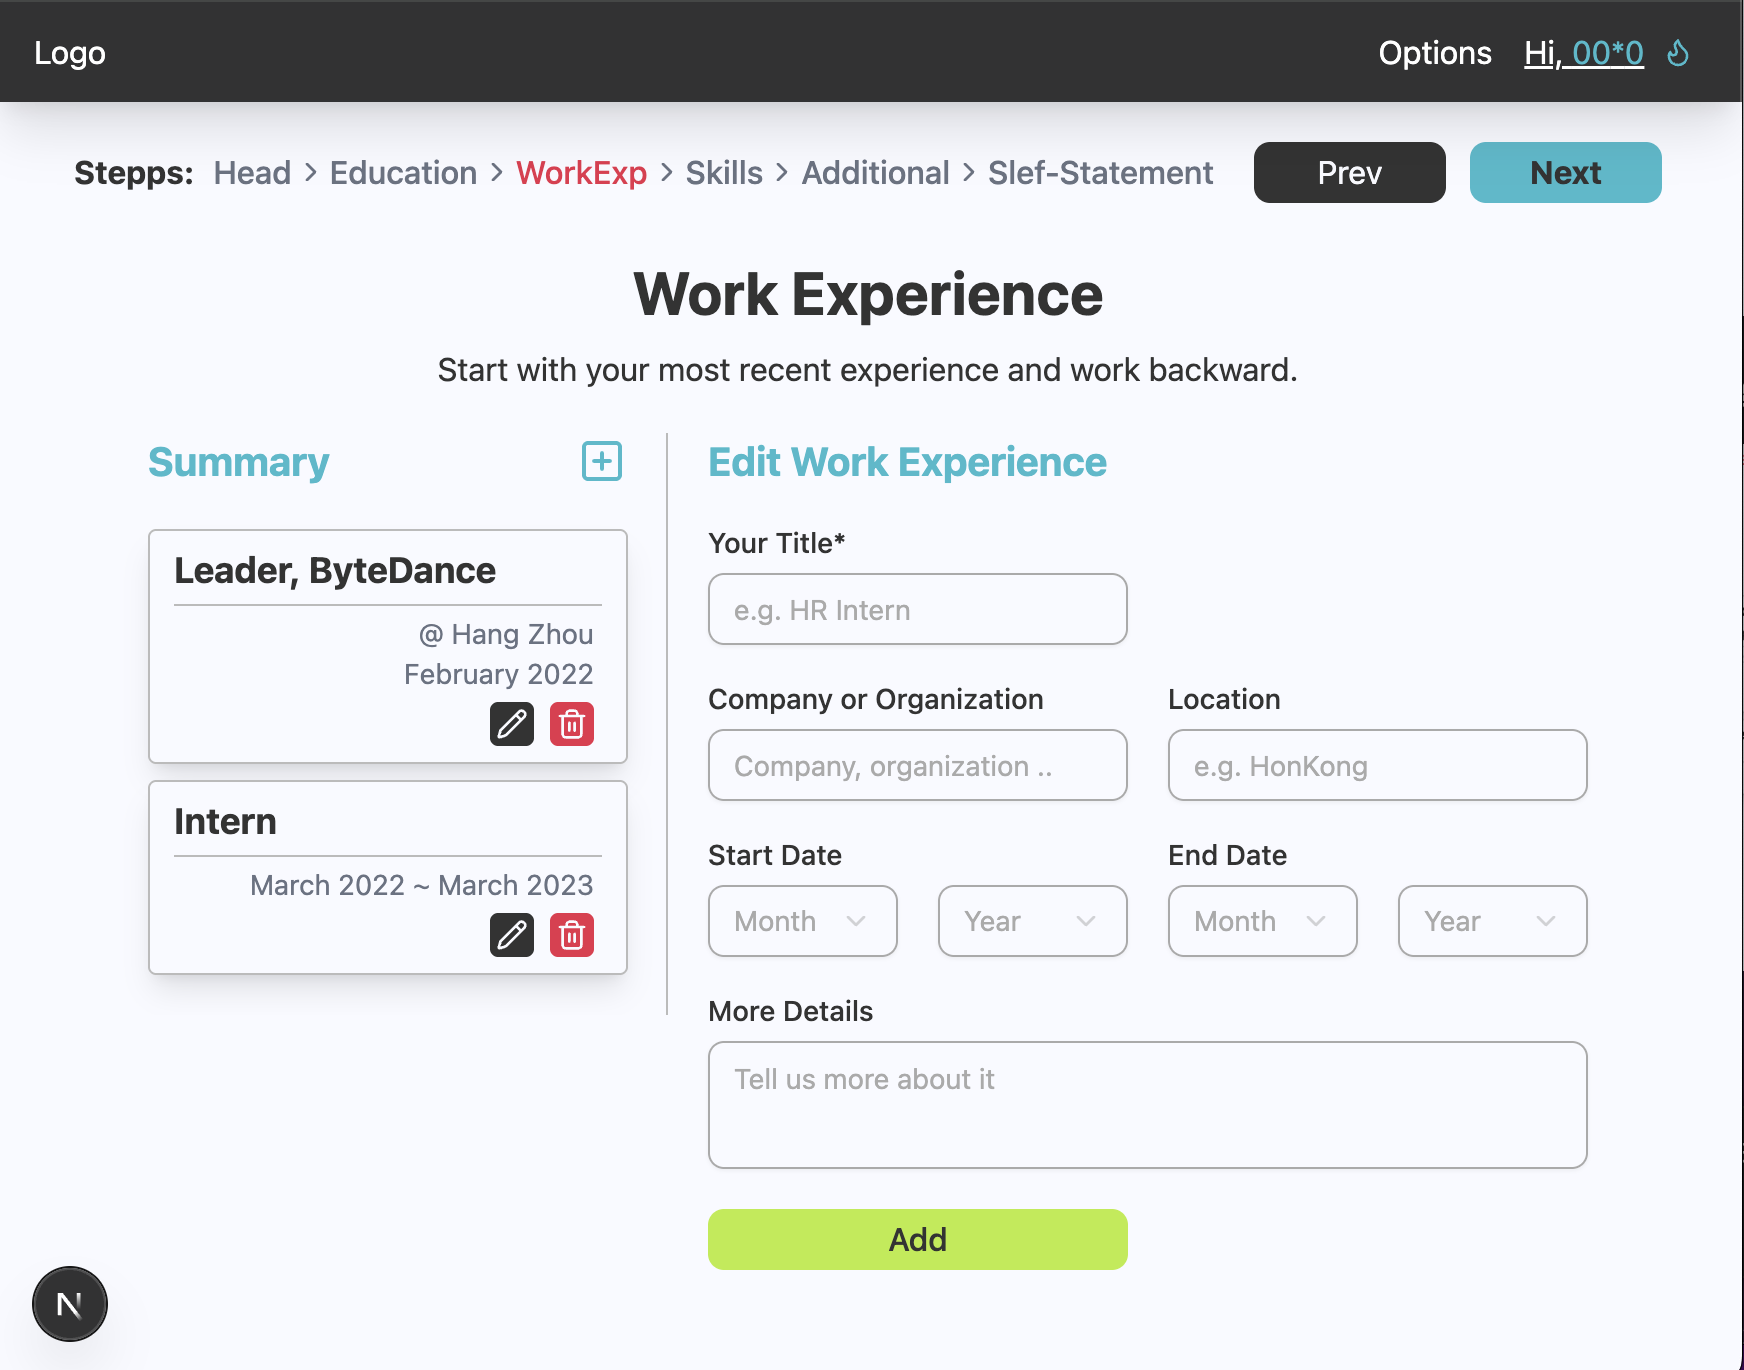 Logo
Options Hi, 00*0
Stepps: Head > Education > WorkExp > Skills > Additional > Slef-Statement Prev Next
Work Experience
Start with your most recent experience and work backward.
Summary
Leader, ByteDance
@ Hang Zhou
February 2022
Intern
March 2022 ~ March 2023
Edit Work Experience
Your Title*
e.g. HR Intern
Company or Organization Location
Company, organization .. e.g. HonKong
Start Date End Date
Month Year Month Year
More Details
Tell us more about it
Add
N